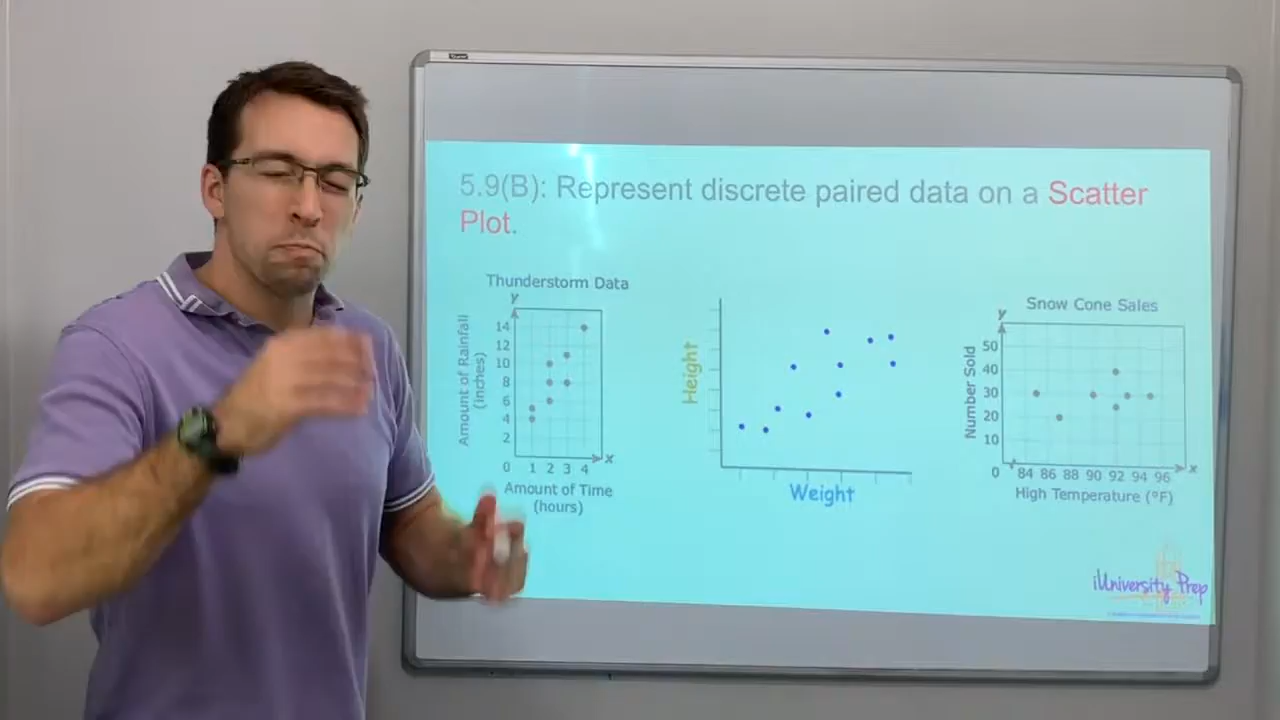 5.9(B): Represent discrete paired data on a Scatter
Plot.
Thunderstorm Data
y
Amount of Rainfall
(inches)
14
12
10
8
6
4
2
0
1 2 3 4
x
Amount of Time
(hours)
Height
Weight
Snow Cone Sales
y
Number Sold
50
40
30
20
10
0
84 86 88 90 92 94 96
x
High Temperature (°F)
iUniversity Prep